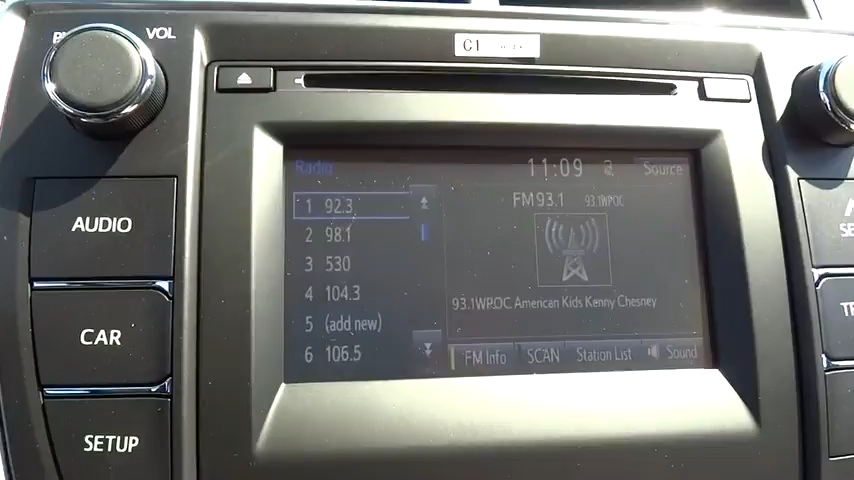 VOL
C1
AUDIO
CAR
SETUP
Radio
11:09
Source
1 92.3
2 98.1
3 530
4 104.3
5 (add new)
6 106.5
FM 93.1
93.1WPOC
93.1WPOC American Kids Kenny Chesney
FM Info
SCAN
Station List
Sound